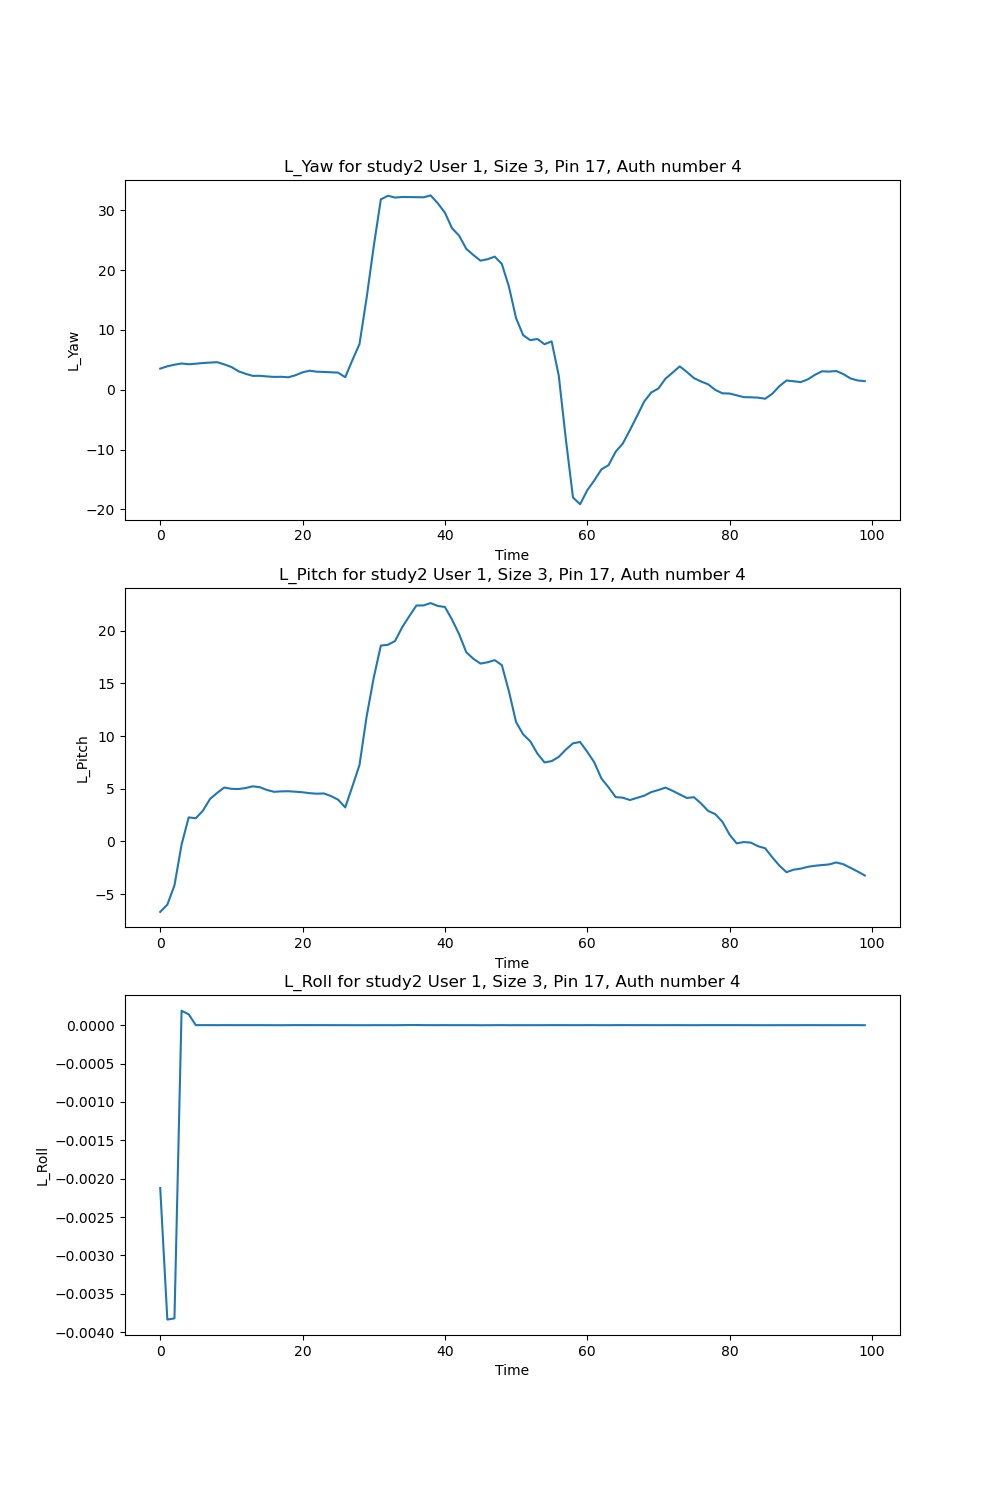 L_Yaw for study2 User 1, Size 3, Pin 17, Auth number 4
30
20
10
0
−10
−20
L_Yaw
0 20 40 60 80 100
Time
L_Pitch for study2 User 1, Size 3, Pin 17, Auth number 4
20
15
10
5
0
−5
L_Pitch
0 20 40 60 80 100
Time
L_Roll for study2 User 1, Size 3, Pin 17, Auth number 4
0.0000
−0.0005
−0.0010
−0.0015
−0.0020
−0.0025
−0.0030
−0.0035
−0.0040
L_Roll
0 20 40 60 80 100
Time